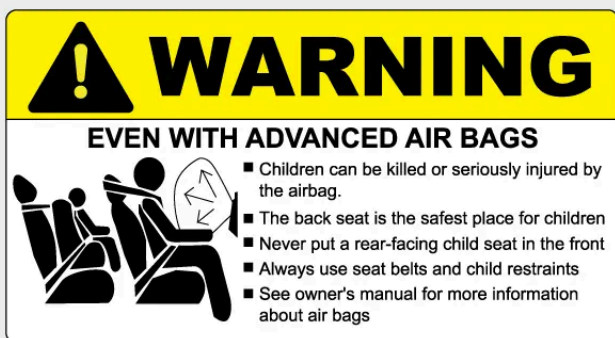 WARNING
EVEN WITH ADVANCED AIR BAGS
■ Children can be killed or seriously injured by
the airbag.
■ The back seat is the safest place for children
■ Never put a rear-facing child seat in the front
■ Always use seat belts and child restraints
■ See owner's manual for more information
about air bags